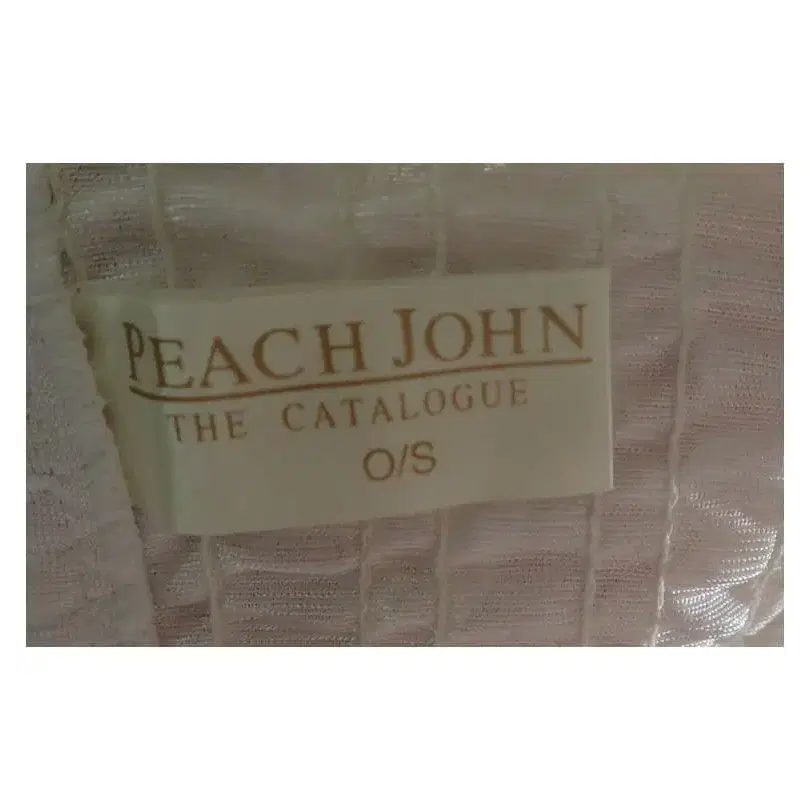 PEACH JOHN
THE CATALOGUE
O/S